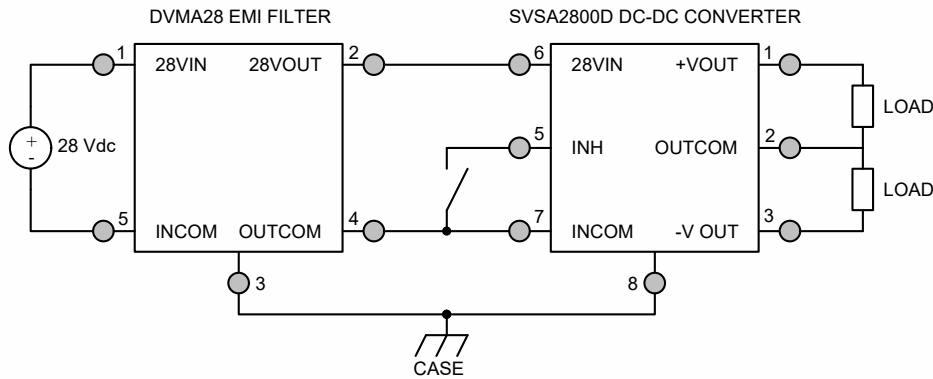 DVMA28 EMI FILTER
SVSA2800D DC-DC CONVERTER
1
28VIN
28VOUT
2
6
28VIN
+VOUT
1
LOAD
+
-
28 Vdc
5
INH
OUTCOM
2
LOAD
5
INCOM
OUTCOM
4
7
INCOM
-V OUT
3
3
8
CASE